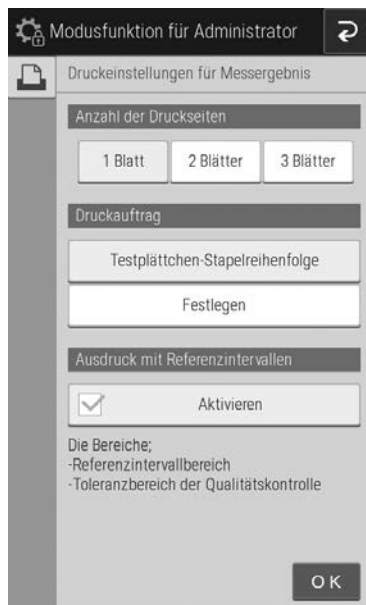 Modusfunktion für Administrator
Druckeinstellungen für Messergebnis
Anzahl der Druckseiten
1 Blatt 2 Blätter 3 Blätter
Druckauftrag
Testplättchen-Stapelreihenfolge
Festlegen
Ausdruck mit Referenzintervallen
Aktivieren
Die Bereiche;
-Referenzintervallbereich
-Toleranzbereich der Qualitätskontrolle
OK